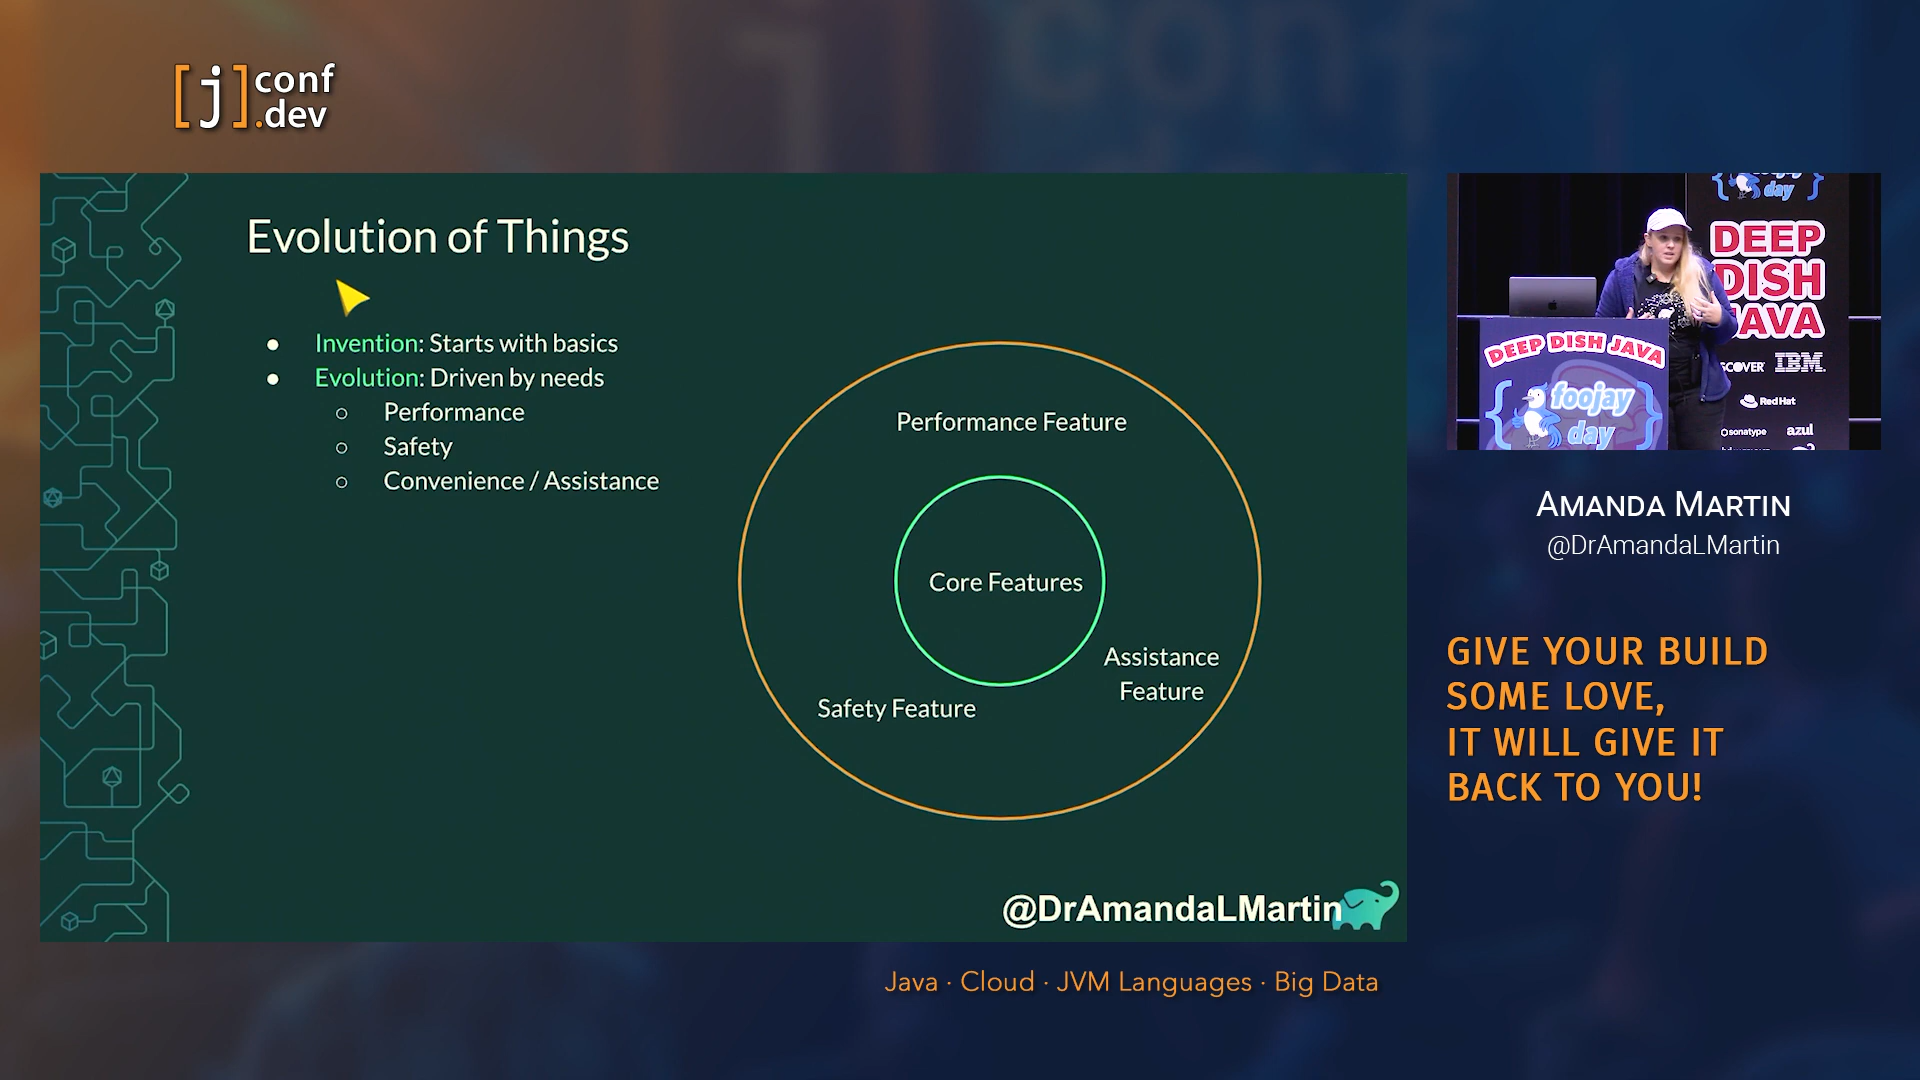 [j]conf
.dev
Evolution of Things
● Invention: Starts with basics
● Evolution: Driven by needs
○ Performance
○ Safety
○ Convenience / Assistance
Performance Feature
Core Features
Assistance
Feature
Safety Feature
@DrAmandaLMartin
day
DEEP
DISH
JAVA
IBM
RedHat
sonatype
azul
DEEP DISH JAVA
{foojay
day}
AMANDA MARTIN
@DrAmandaLMartin
GIVE YOUR BUILD
SOME LOVE,
IT WILL GIVE IT
BACK TO YOU!
Java · Cloud · JVM Languages · Big Data